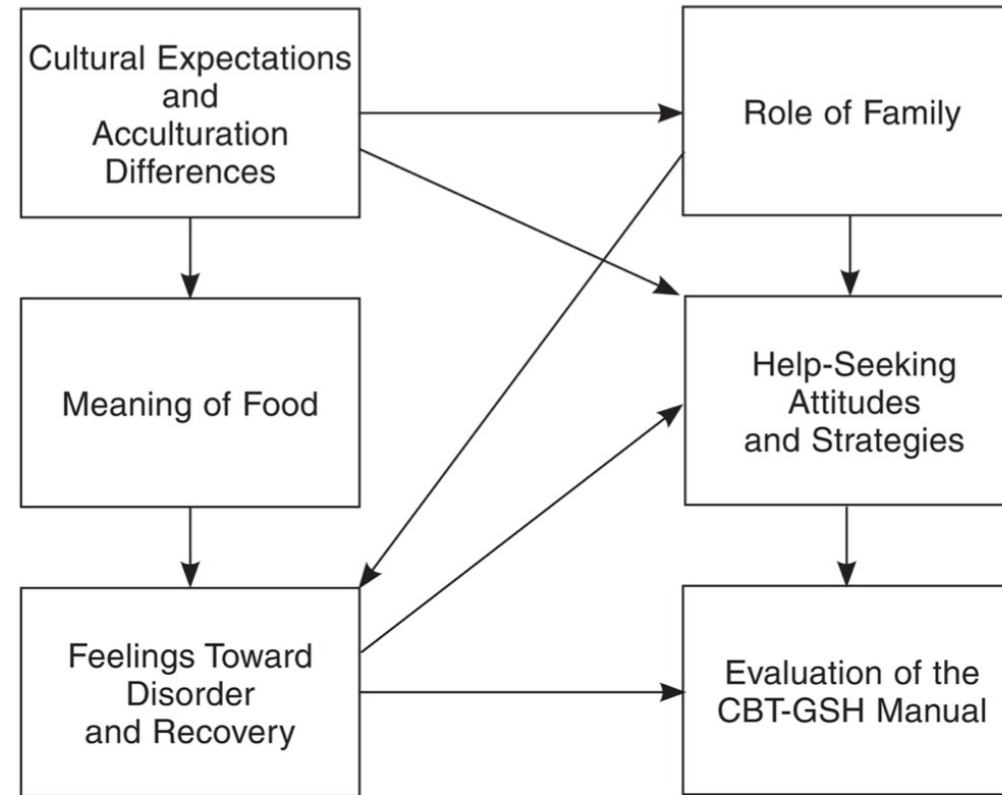 Cultural Expectations
and
Acculturation
Differences
Role of Family
Meaning of Food
Help-Seeking
Attitudes
and Strategies
Feelings Toward
Disorder
and Recovery
Evaluation of the
CBT-GSH Manual